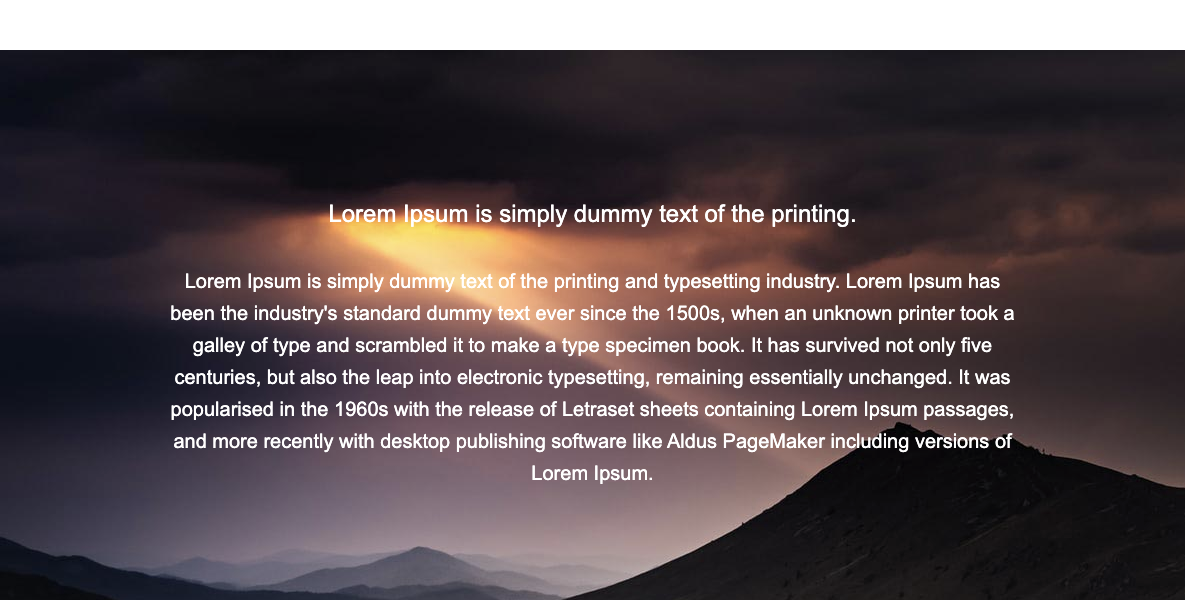 Lorem Ipsum is simply dummy text of the printing.
Lorem Ipsum is simply dummy text of the printing and typesetting industry. Lorem Ipsum has
been the industry's standard dummy text ever since the 1500s, when an unknown printer took a
galley of type and scrambled it to make a type specimen book. It has survived not only five
centuries, but also the leap into electronic typesetting, remaining essentially unchanged. It was
popularised in the 1960s with the release of Letraset sheets containing Lorem Ipsum passages,
and more recently with desktop publishing software like Aldus PageMaker including versions of
Lorem Ipsum.